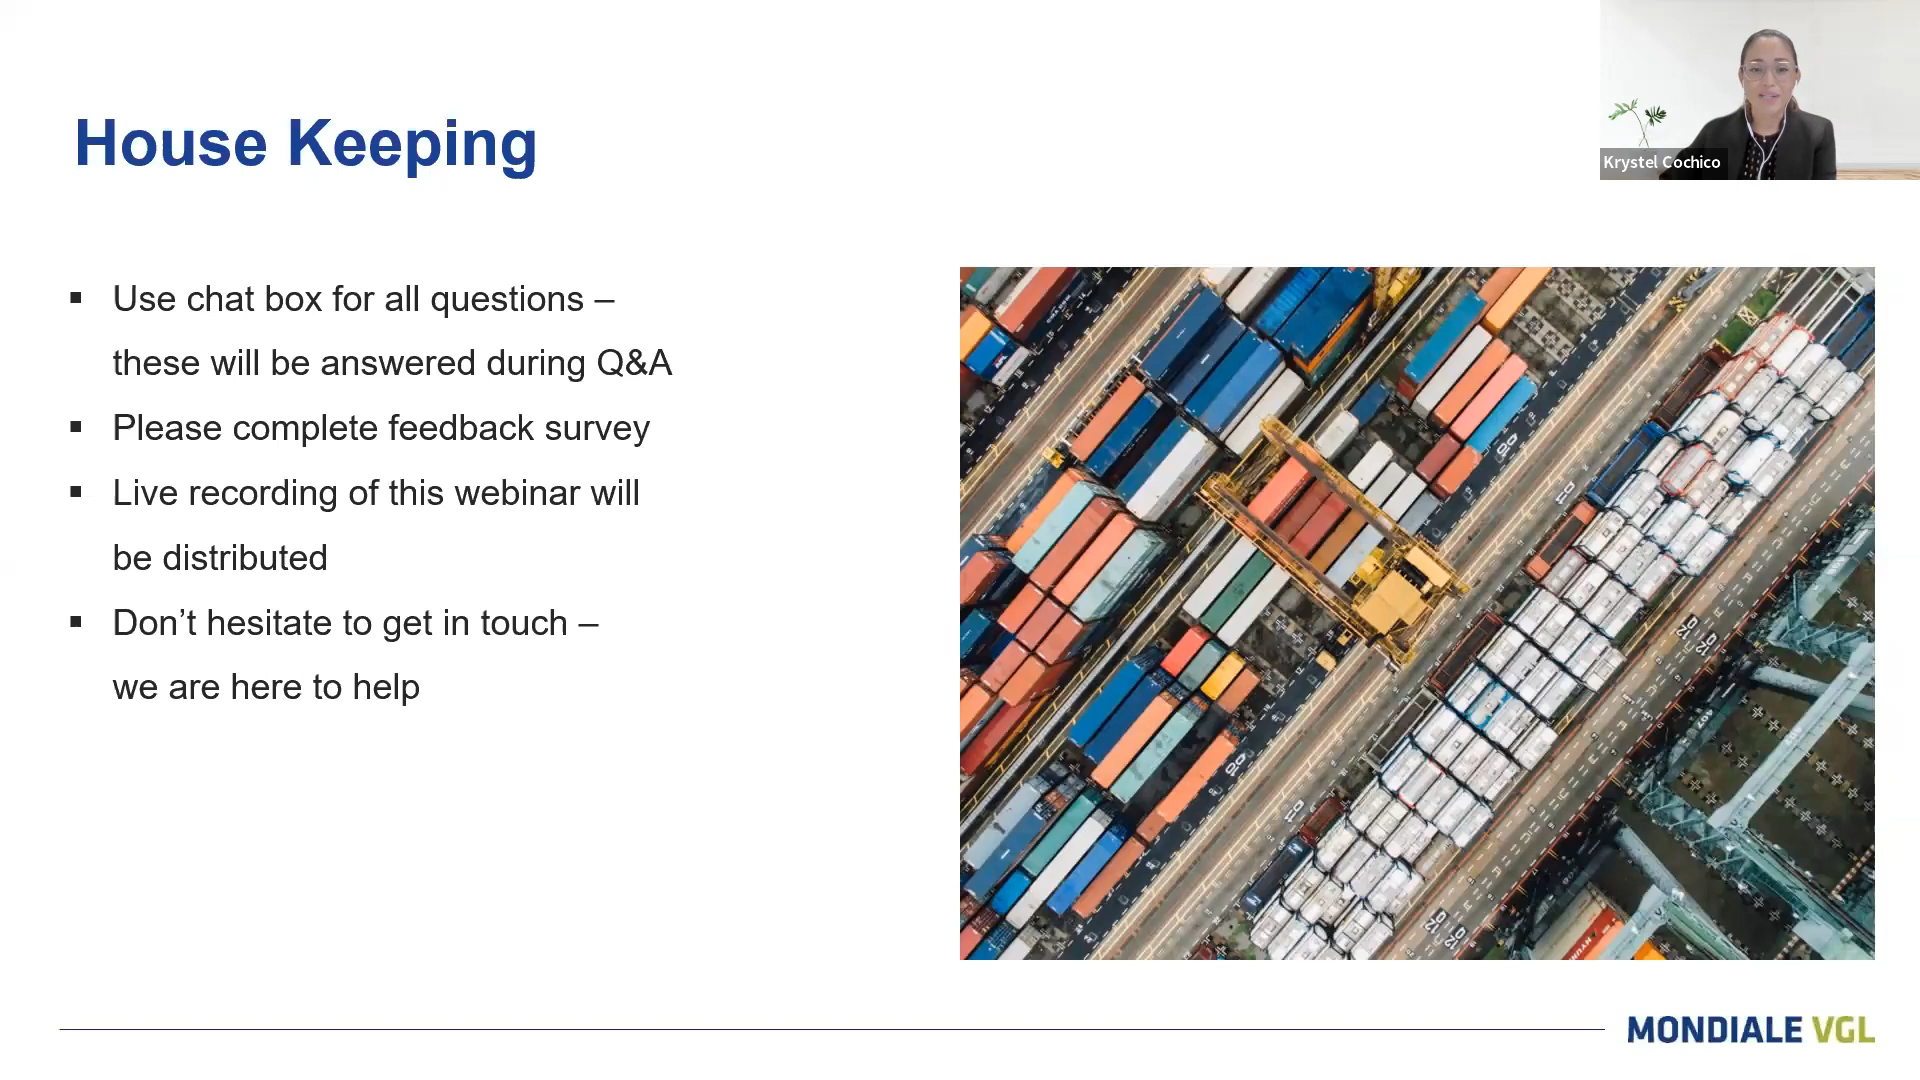 House Keeping
Krystel Cochico
▪ Use chat box for all questions –
these will be answered during Q&A
▪ Please complete feedback survey
▪ Live recording of this webinar will
be distributed
▪ Don’t hesitate to get in touch –
we are here to help
MONDIALE VGL